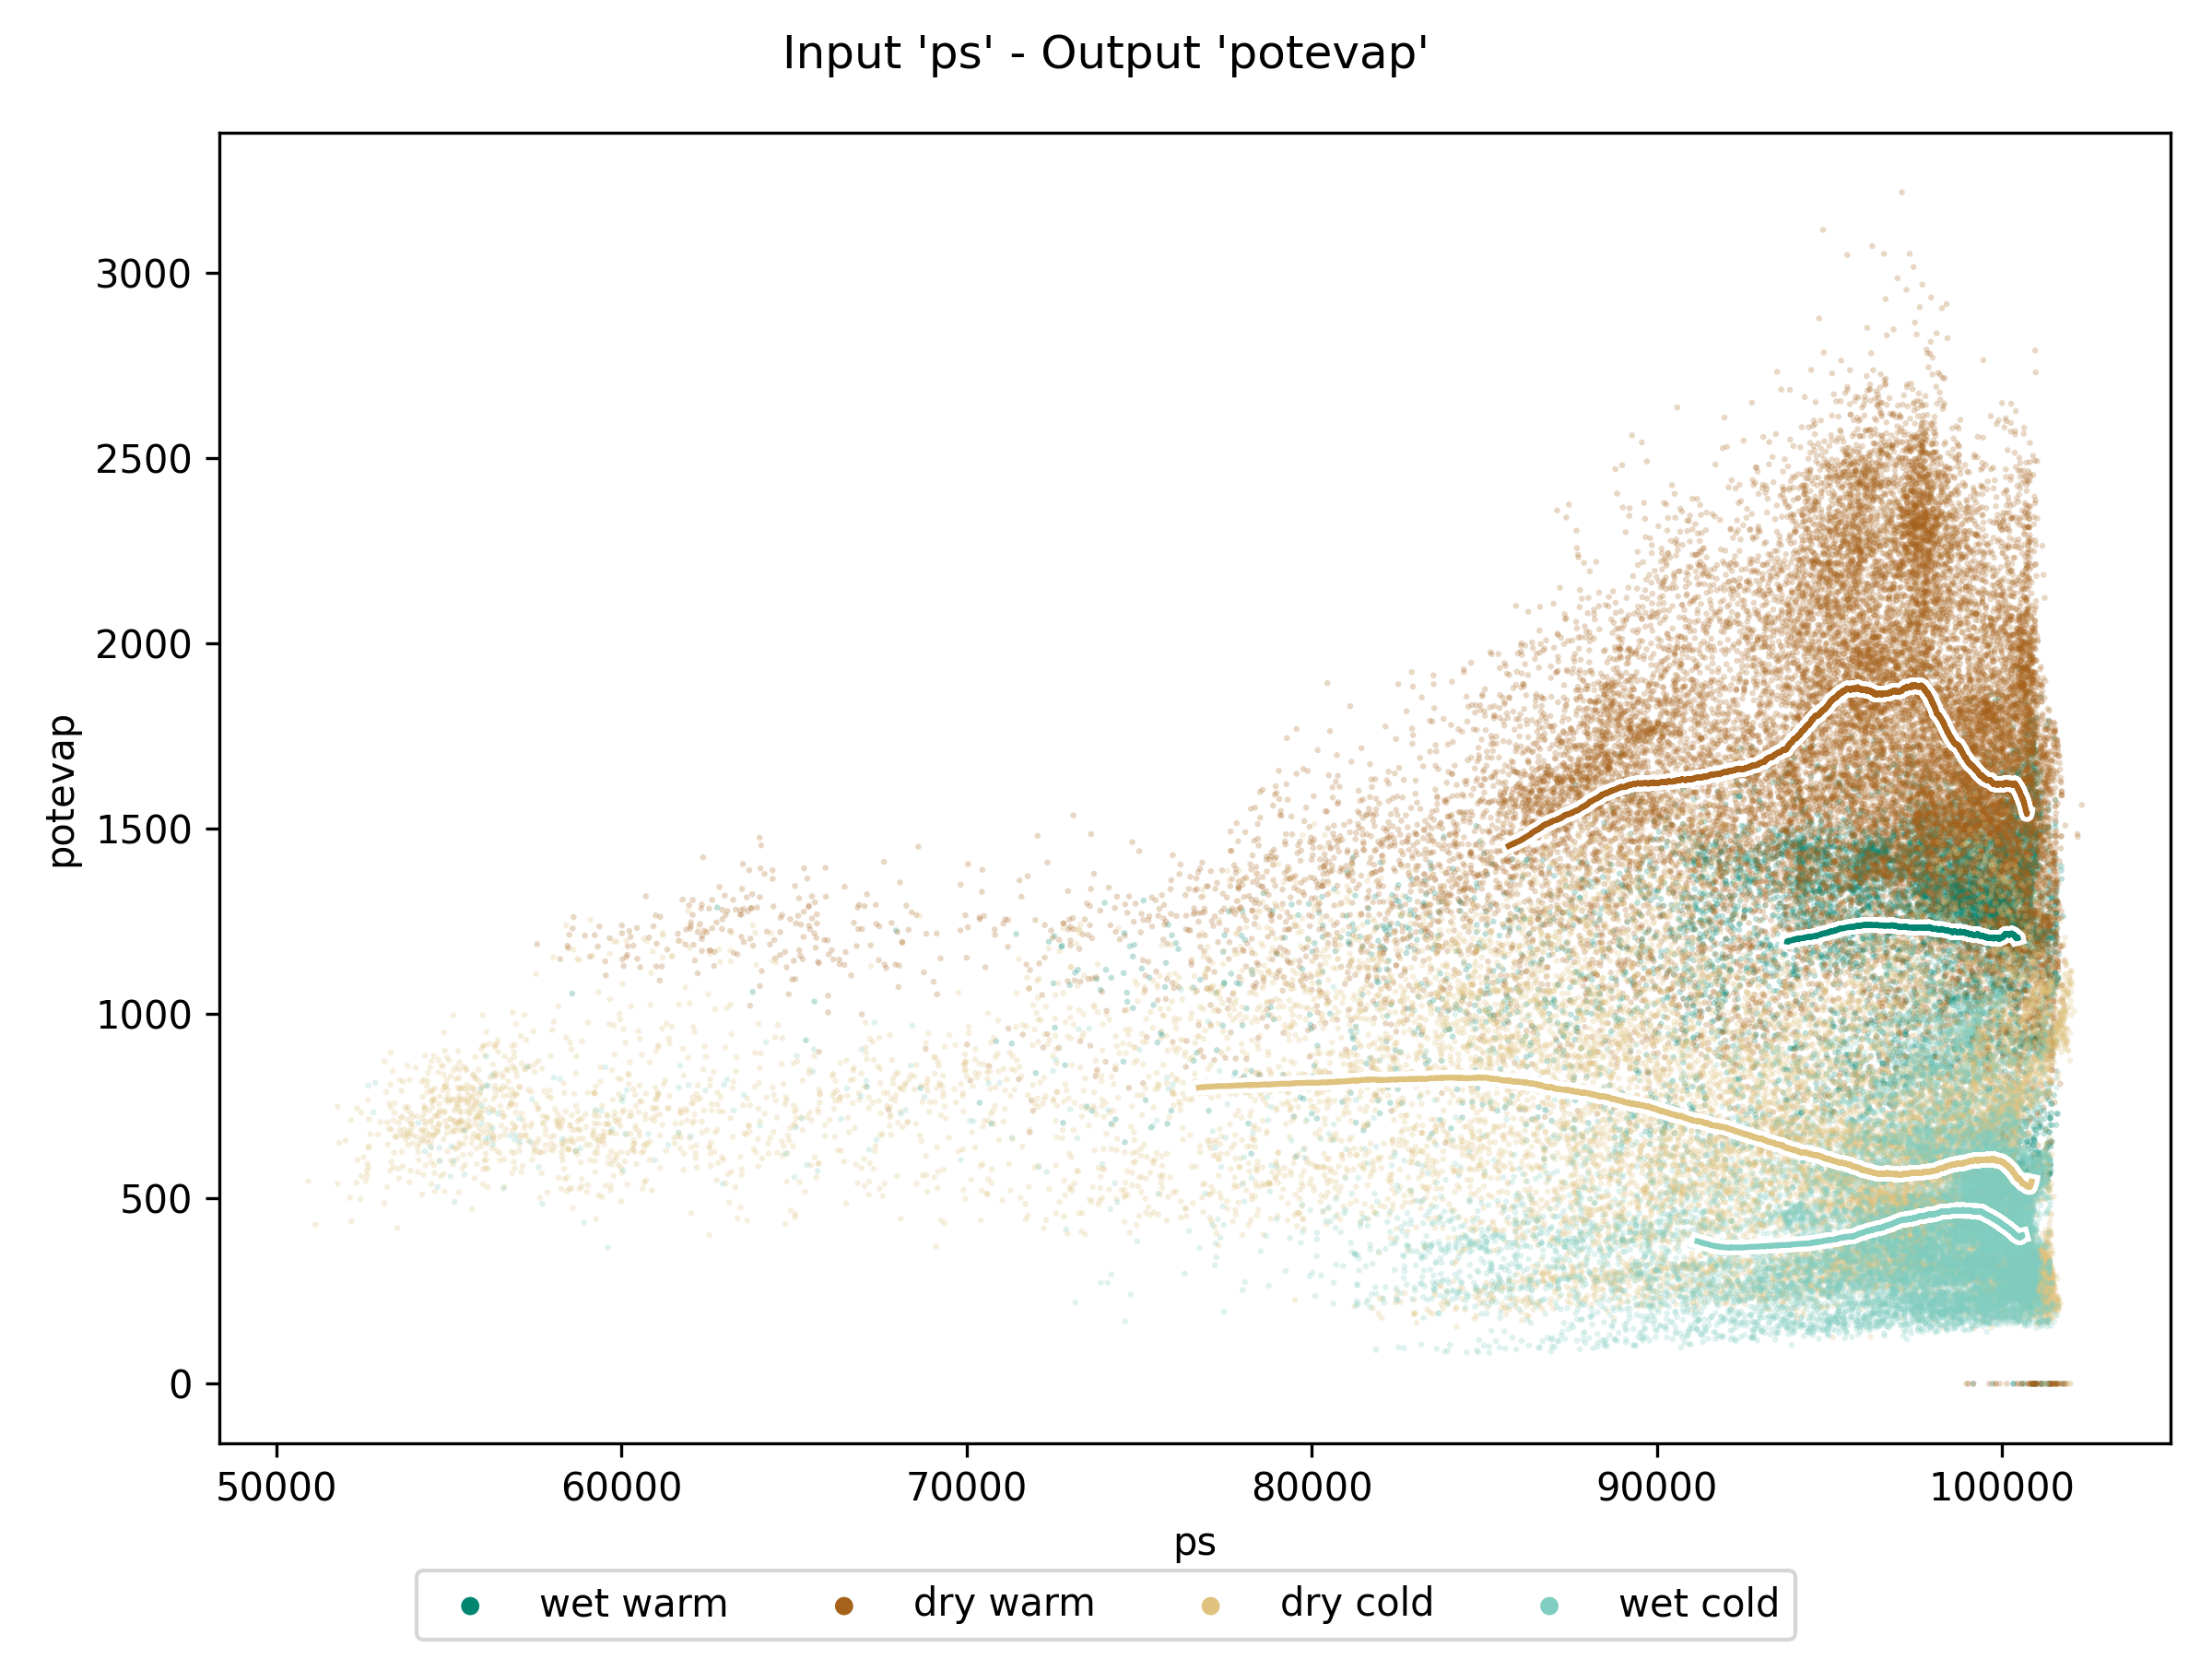 Input 'ps' - Output 'potevap'
3000
2500
2000
1500
1000
500
0
potevap
50000 60000 70000 80000 90000 100000
ps
wet warm dry warm dry cold wet cold